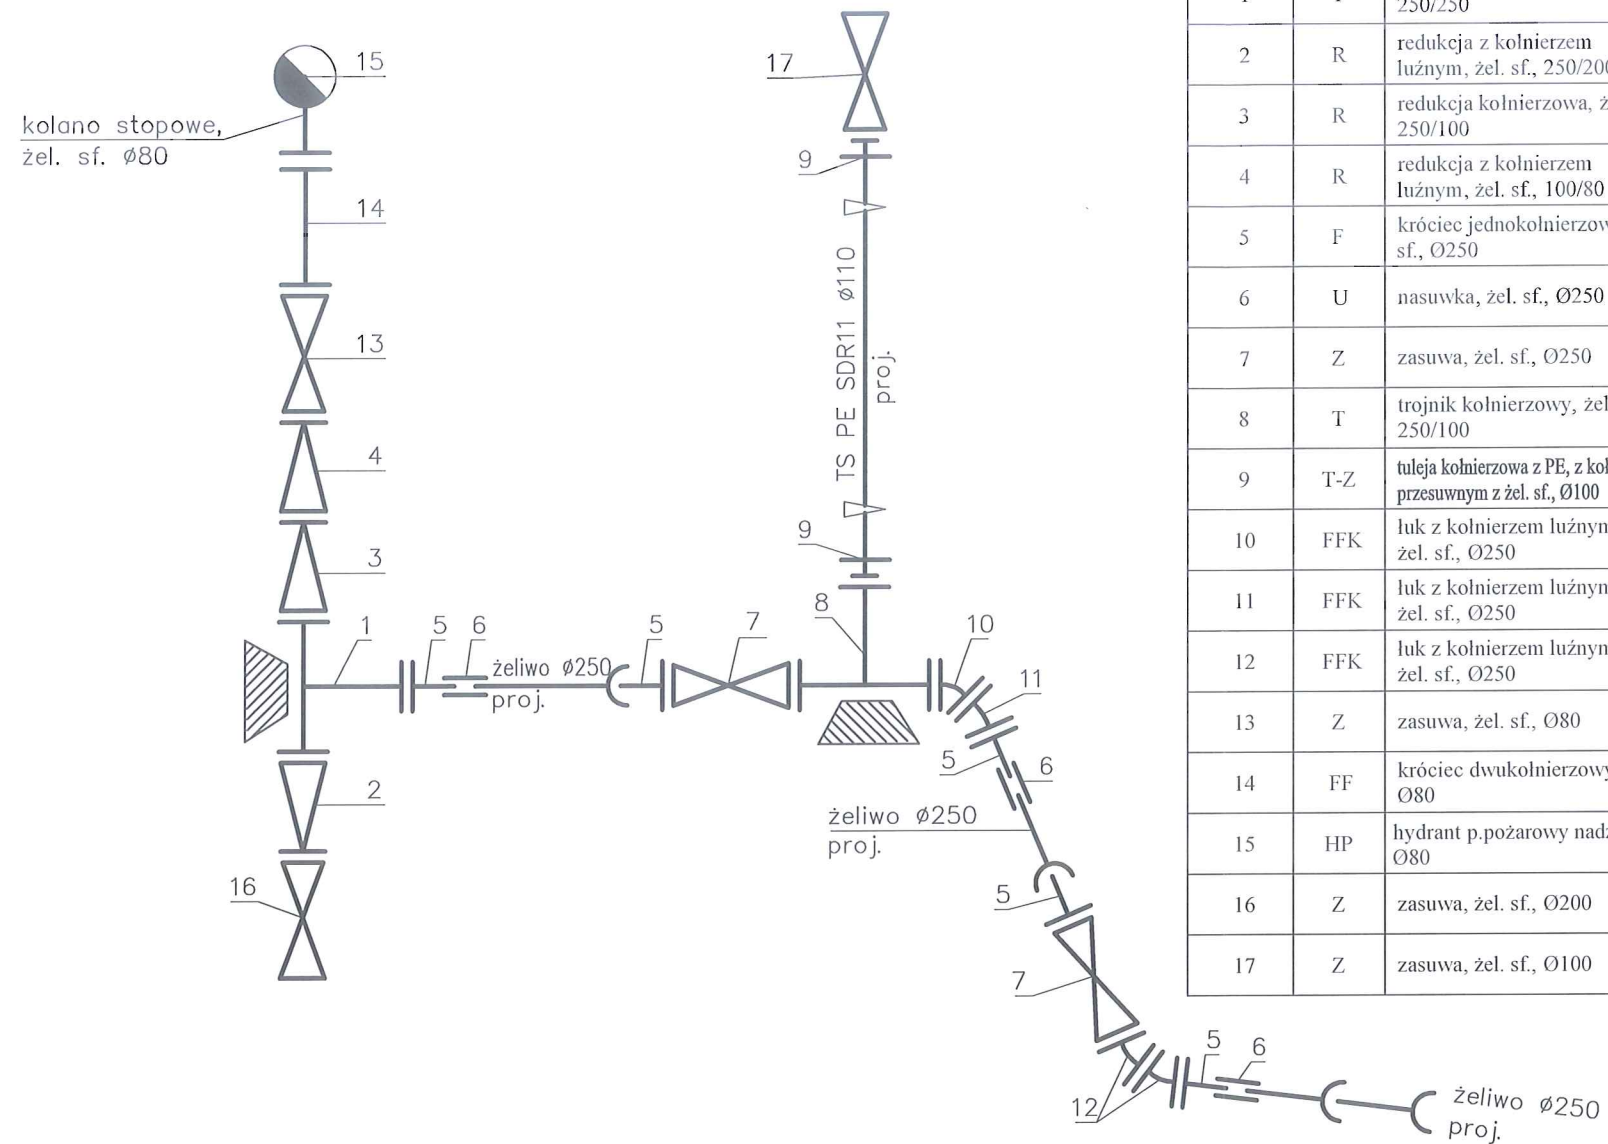 15
kolano stopowe,
żel. sf. ø80
14
13
4
3
1
5
6
żeliwo ø250
proj.
5
7
2
16
17
9
TS PE SDR11 ø110
proj.
9
8
10
11
5
6
żeliwo ø250
proj.
5
7
12
5
6
żeliwo ø250
proj.
250/250
2 R redukcja z kołnierzem
luźnym, żel. sf., 250/200
3 R redukcja kołnierzowa,
250/100
4 R redukcja z kołnierzem
luźnym, żel. sf., 100/80
5 F króciec
sf., Ø250
6 U nasuwka, żel. sf., Ø250
7 Z zasuwa, żel. sf., Ø250
8 T trojnik kołnierzowy, żel
250/100
9 T-Z tuleja kołnierzowa z PE, z
przesuwnym z żel. sf., Ø100
10 FFK łuk z kołnierzem
żel. sf., Ø250
11 FFK łuk z kołnierzem
żel. sf., Ø250
12 FFK łuk z kołnierzem
żel. sf., Ø250
13 Z zasuwa, żel. sf., Ø80
14 FF króciec
Ø80
15 HP hydrant p.pożarowy
Ø80
16 Z zasuwa, żel. sf., Ø200
17 Z zasuwa, żel. sf., Ø100